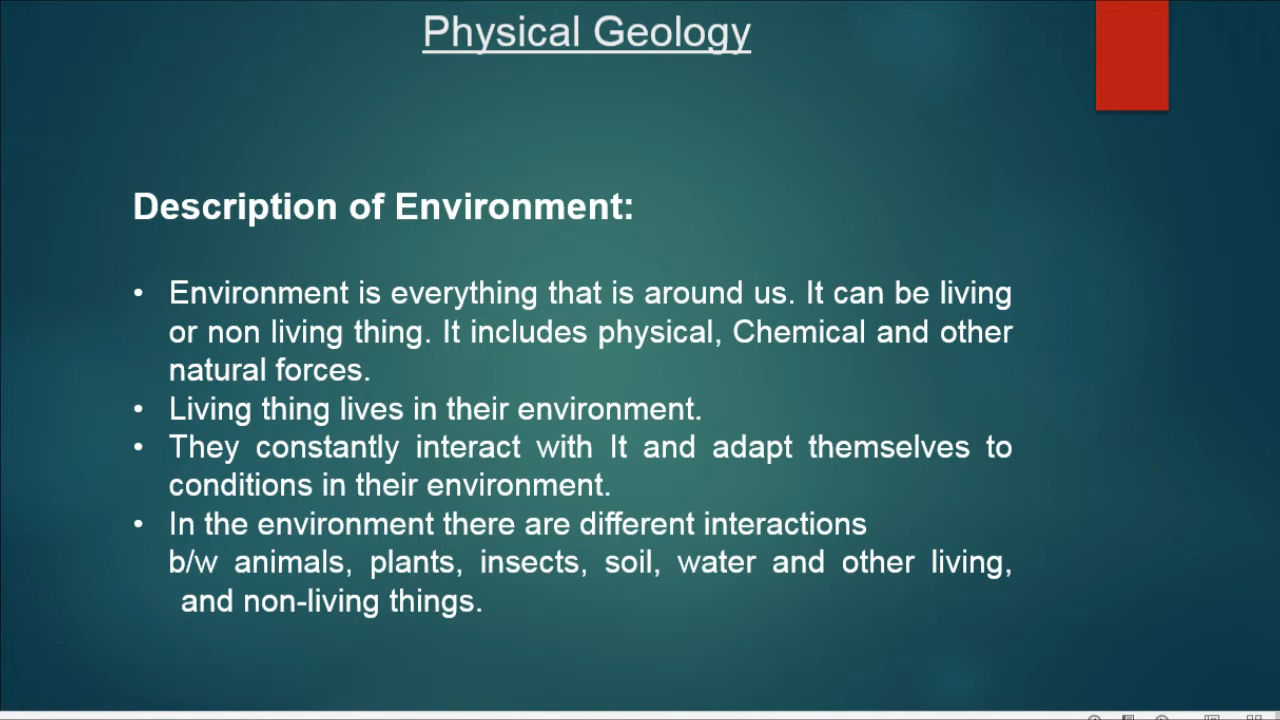 Physical Geology
Description of Environment:
• Environment is everything that is around us. It can be living
or non living thing. It includes physical, Chemical and other
natural forces.
• Living thing lives in their environment.
• They constantly interact with It and adapt themselves to
conditions in their environment.
• In the environment there are different interactions
b/w animals, plants, insects, soil, water and other living,
and non-living things.